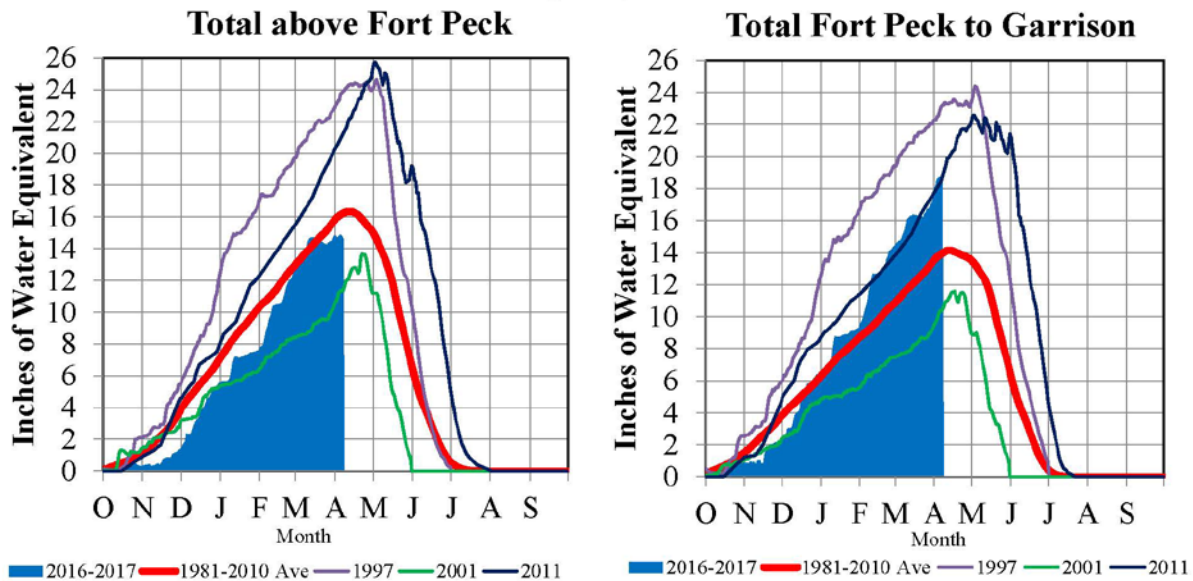 Total above Fort Peck
Inches of Water Equivalent
26
24
22
20
18
16
14
12
10
8
6
4
2
0
O N D J F M A M J J A S
Month
2016-2017 1981-2010 Ave 1997 2001 2011
Total Fort Peck to Garrison
Inches of Water Equivalent
26
24
22
20
18
16
14
12
10
8
6
4
2
0
O N D J F M A M J J A S
Month
2016-2017 1981-2010 Ave 1997 2001 2011